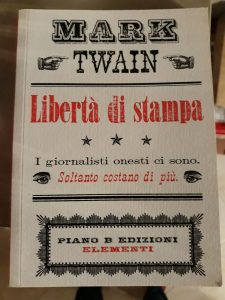 MARK
TWAIN
Libertà di stampa
I giornalisti onesti ci sono.
Soltanto costano di più.
PIANO B EDIZIONI
ELEMENTI